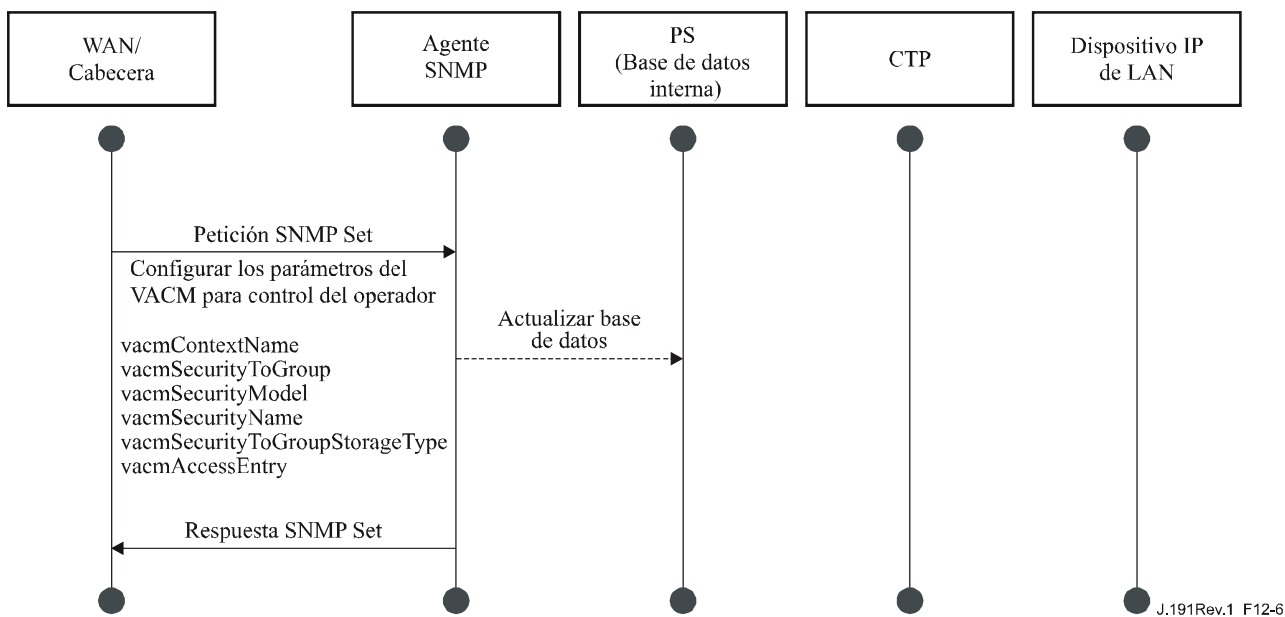 WAN/
Cabecera
Agente
SNMP
PS
(Base de datos
interna)
CTP
Dispositivo IP
de LAN
Petición SNMP Set
Configurar los parámetros del
VACM para control del operador
Actualizar base
de datos
vacmContextName
vacmSecurityToGroup
vacmSecurityModel
vacmSecurityName
vacmSecurityToGroupStorageType
vacmAccessEntry
Respuesta SNMP Set
J.191Rev.1 F12-6